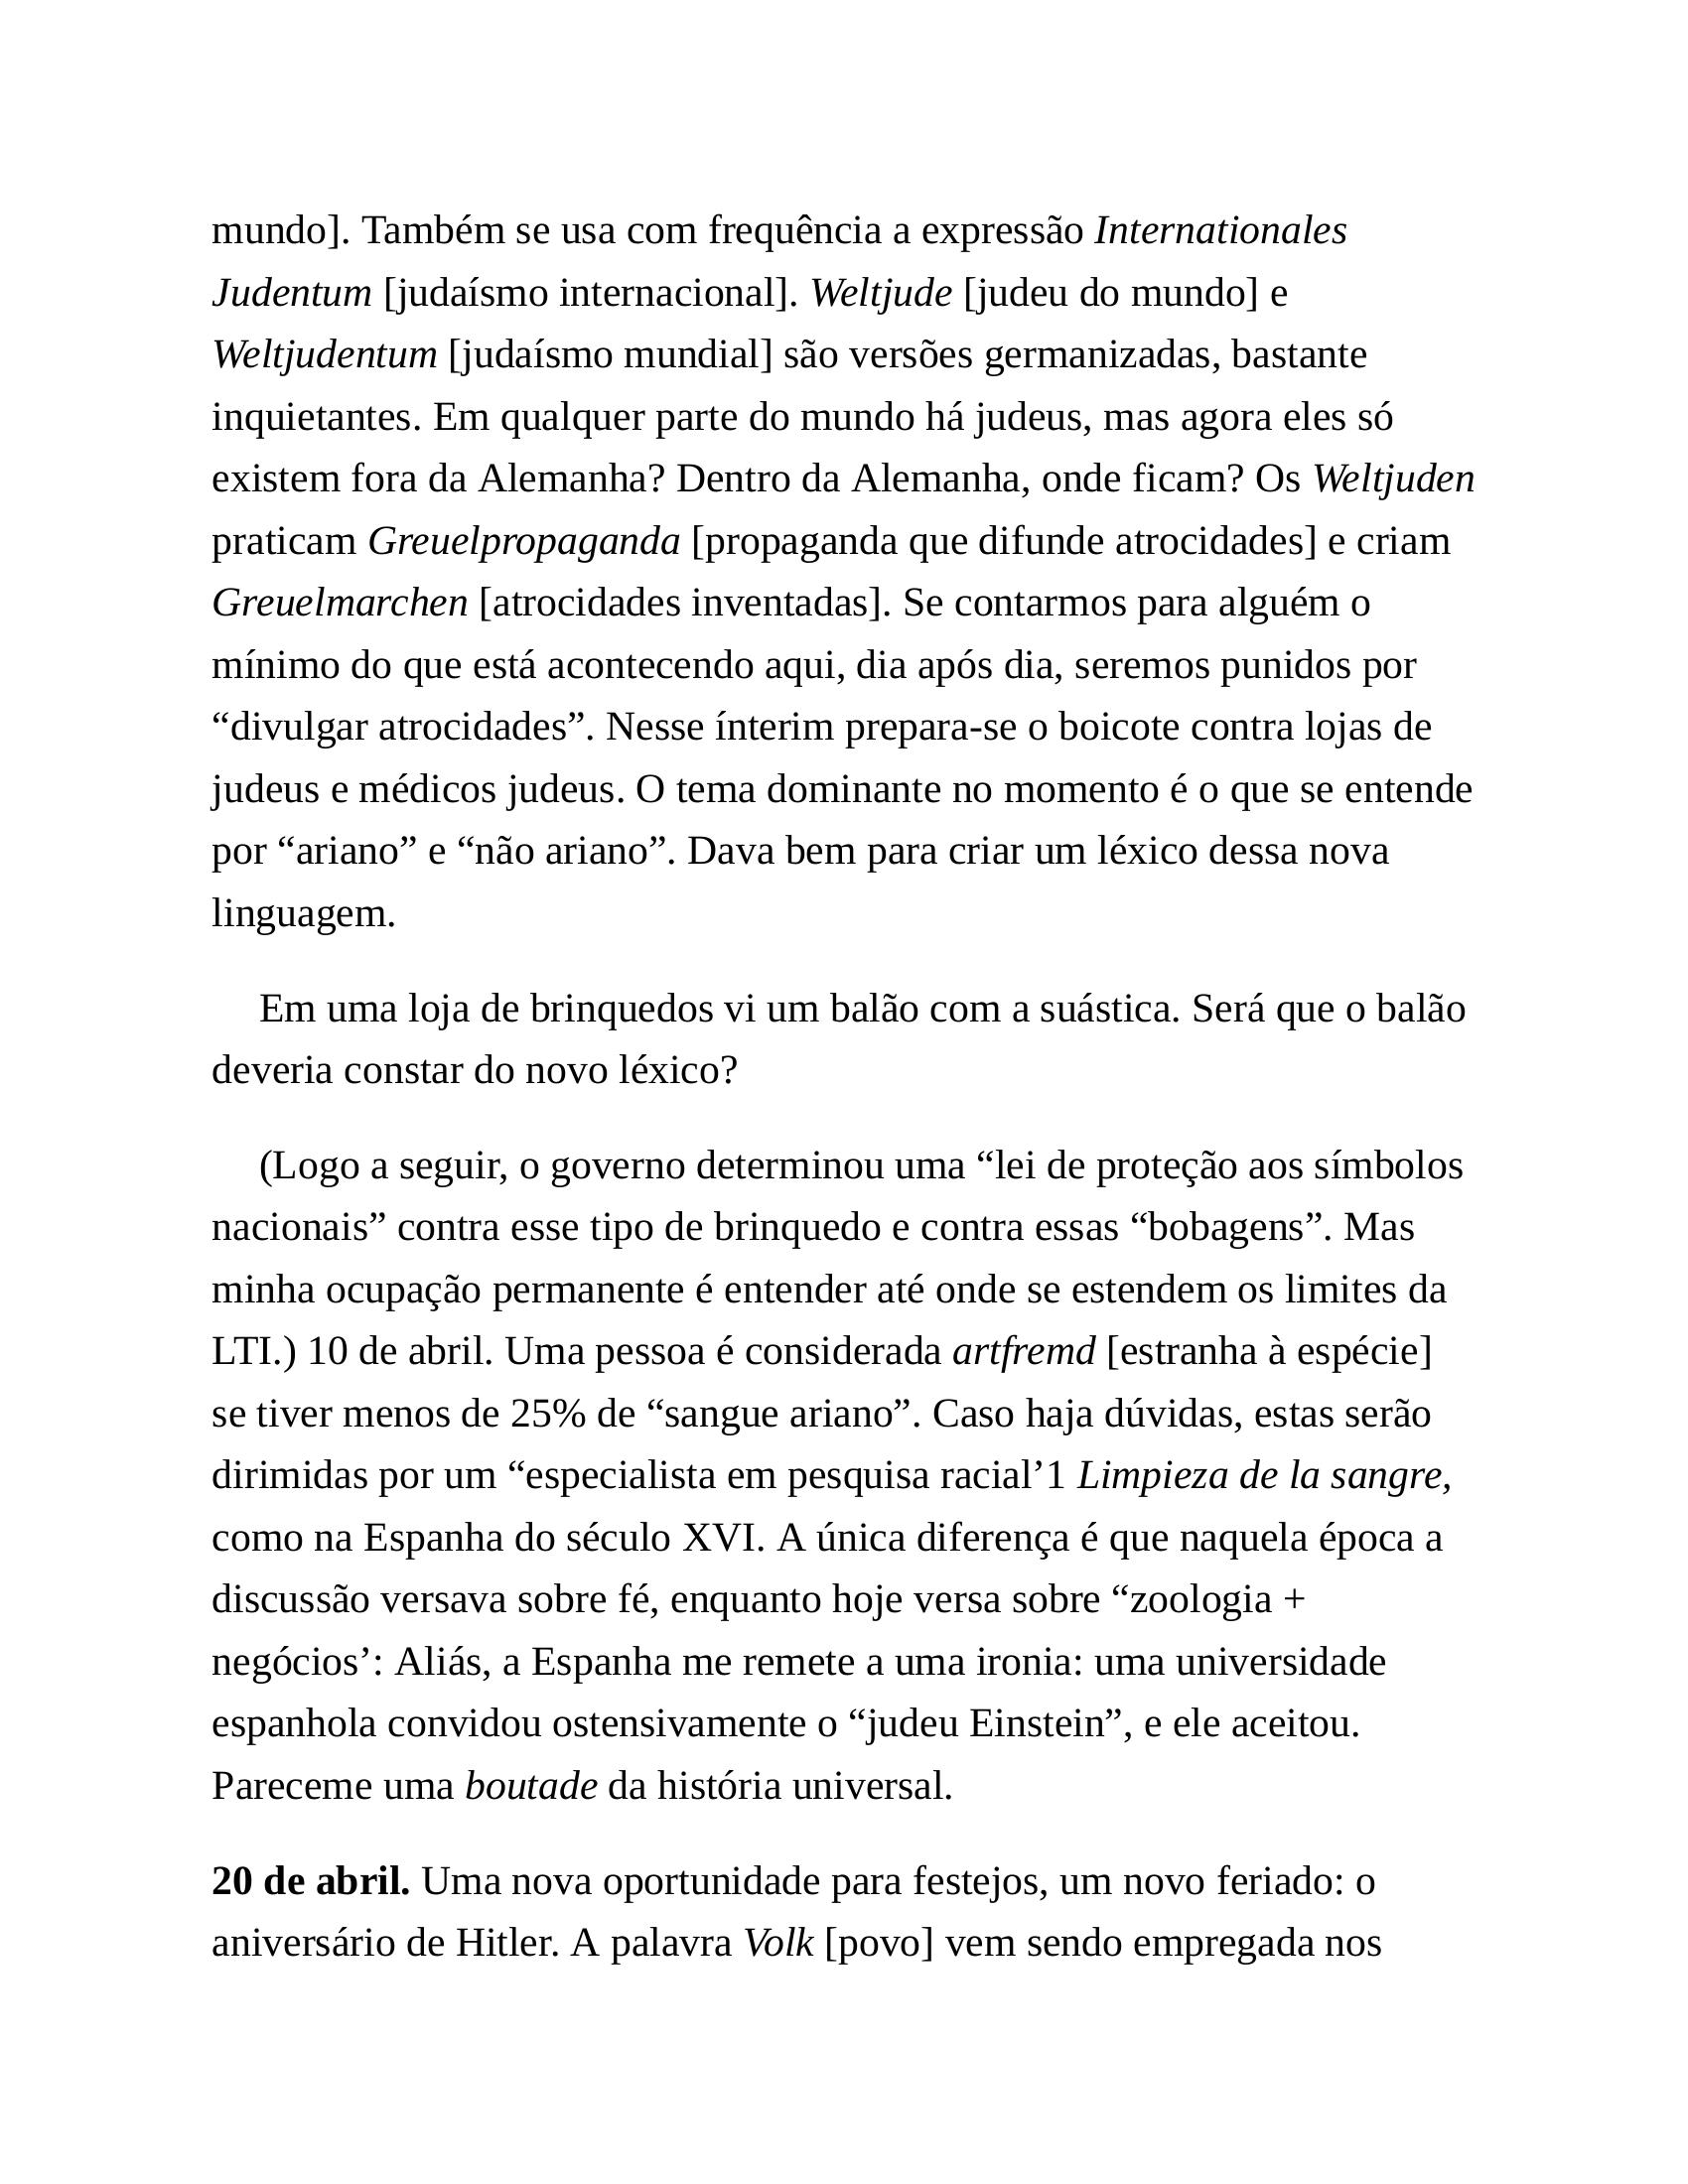 mundo]. Também se usa com frequência a expressão Internationales
Judentum [judaísmo internacional]. Weltjude [judeu do mundo] e
Weltjudentum [judaísmo mundial] são versões germanizadas, bastante
inquietantes. Em qualquer parte do mundo há judeus, mas agora eles só
existem fora da Alemanha? Dentro da Alemanha, onde ficam? Os Weltjuden
praticam Greuelpropaganda [propaganda que difunde atrocidades] e criam
Greuelmarchen [atrocidades inventadas]. Se contarmos para alguém o
mínimo do que está acontecendo aqui, dia após dia, seremos punidos por
“divulgar atrocidades”. Nesse ínterim prepara-se o boicote contra lojas de
judeus e médicos judeus. O tema dominante no momento é o que se entende
por “ariano” e “não ariano”. Dava bem para criar um léxico dessa nova
linguagem.
Em uma loja de brinquedos vi um balão com a suástica. Será que o balão
deveria constar do novo léxico?
(Logo a seguir, o governo determinou uma “lei de proteção aos símbolos
nacionais” contra esse tipo de brinquedo e contra essas “bobagens”. Mas
minha ocupação permanente é entender até onde se estendem os limites da
LTI.) 10 de abril. Uma pessoa é considerada artfremd [estranha à espécie]
se tiver menos de 25% de “sangue ariano”. Caso haja dúvidas, estas serão
dirimidas por um “especialista em pesquisa racial’1 Limpieza de la sangre,
como na Espanha do século XVI. A única diferença é que naquela época a
discussão versava sobre fé, enquanto hoje versa sobre “zoologia +
negócios’: Aliás, a Espanha me remete a uma ironia: uma universidade
espanhola convidou ostensivamente o “judeu Einstein”, e ele aceitou.
Pareceme uma boutade da história universal.
20 de abril. Uma nova oportunidade para festejos, um novo feriado: o
aniversário de Hitler. A palavra Volk [povo] vem sendo empregada nos